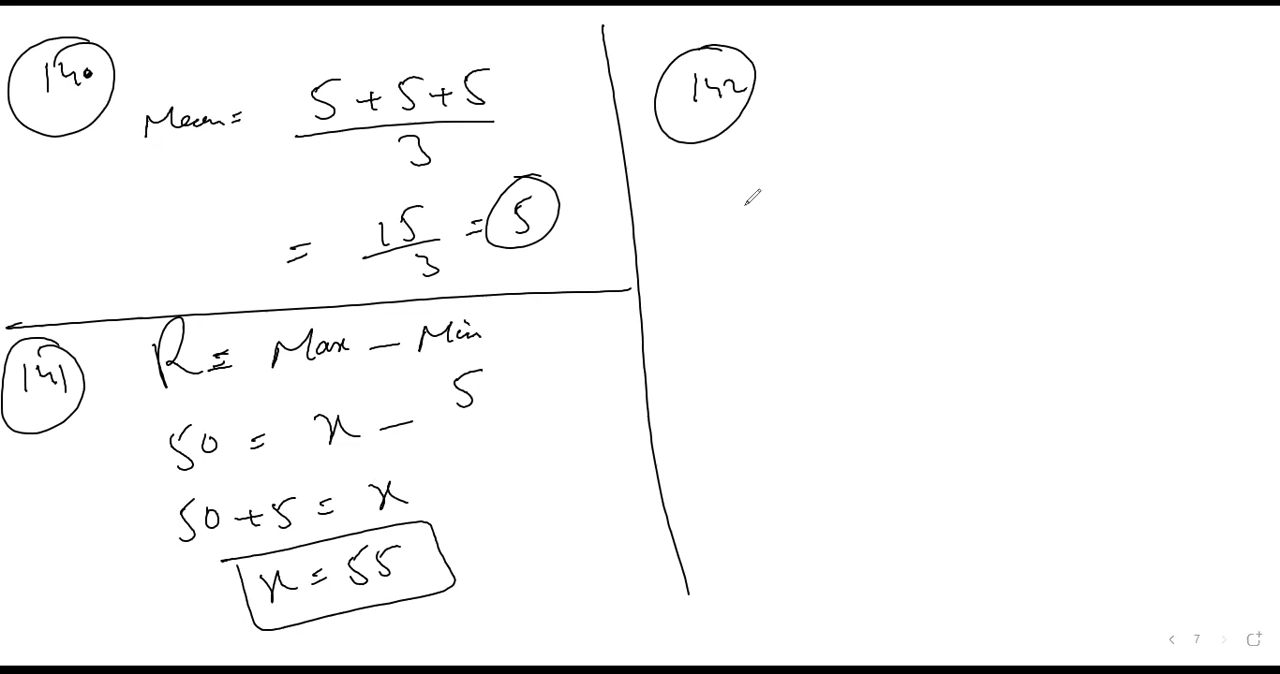 140
Mean = 5 + 5 + 5
3
= 15 / 3 = 5
141
R = Max - Min
50 = x - 5
50 + 5 = x
x = 55
142
7